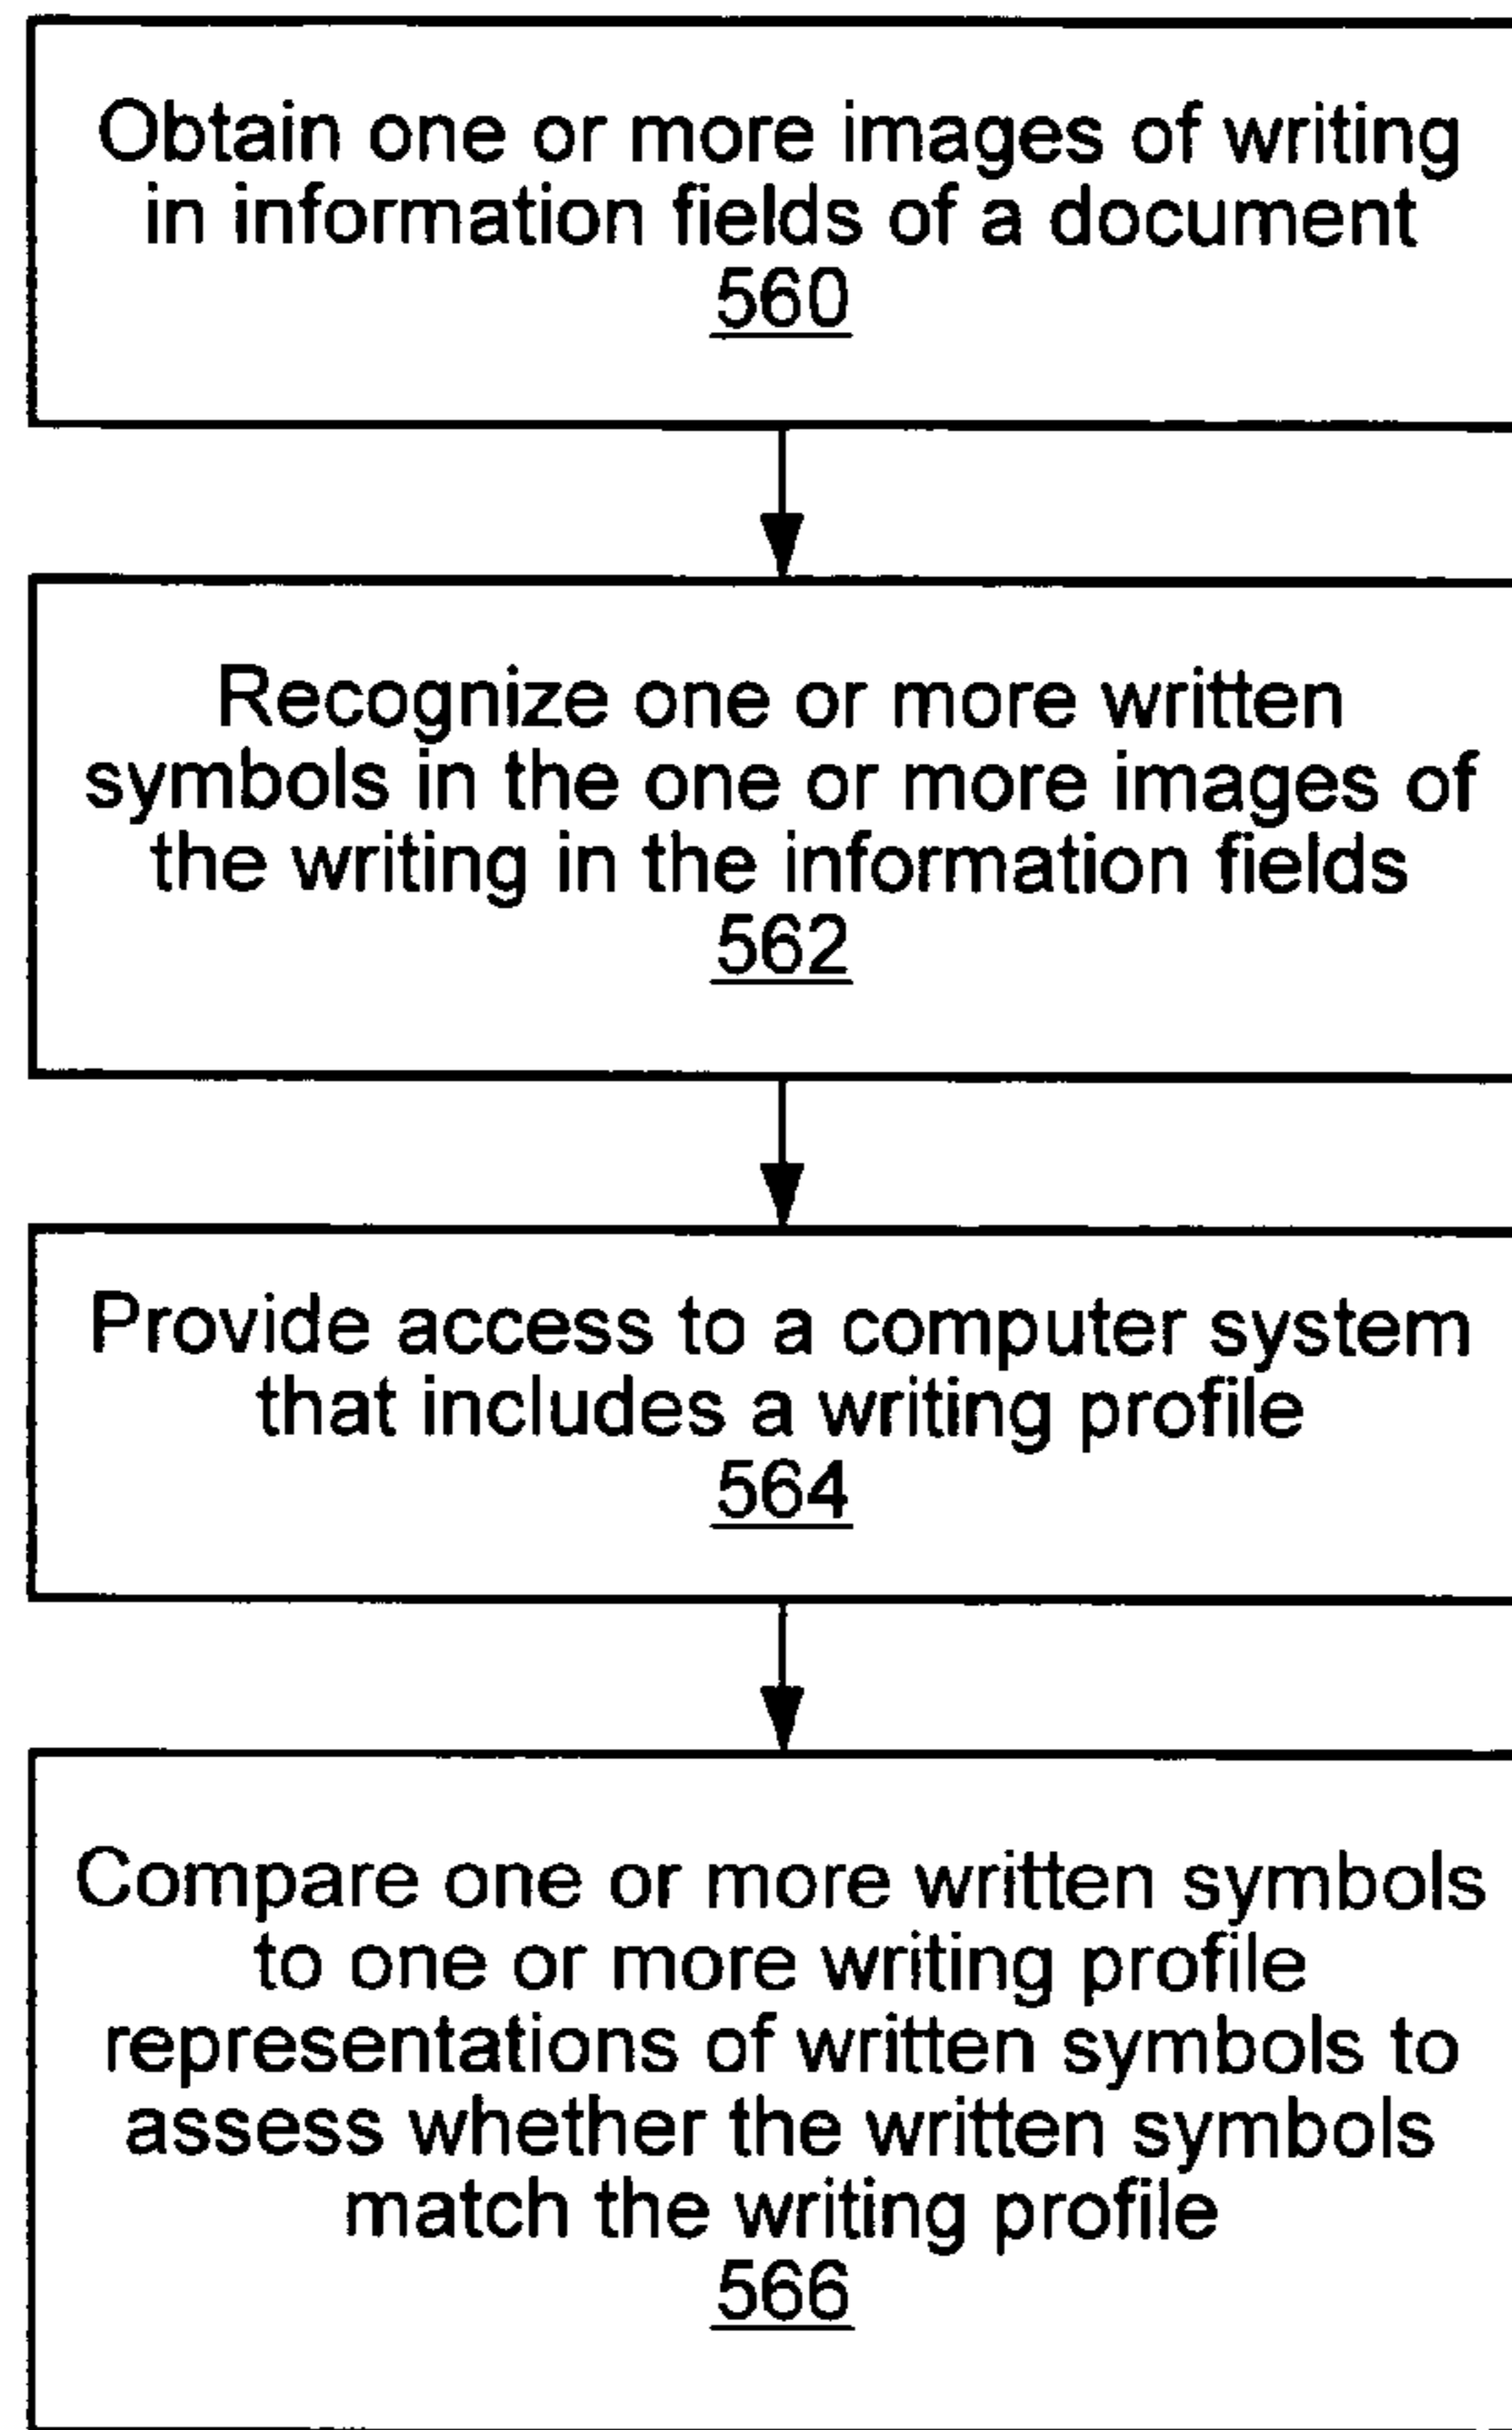 Obtain one or more images of writing
in information fields of a document
560
Recognize one or more written
symbols in the one or more images of
the writing in the information fields
562
Provide access to a computer system
that includes a writing profile
564
Compare one or more written symbols
to one or more writing profile
representations of written symbols to
assess whether the written symbols
match the writing profile
566